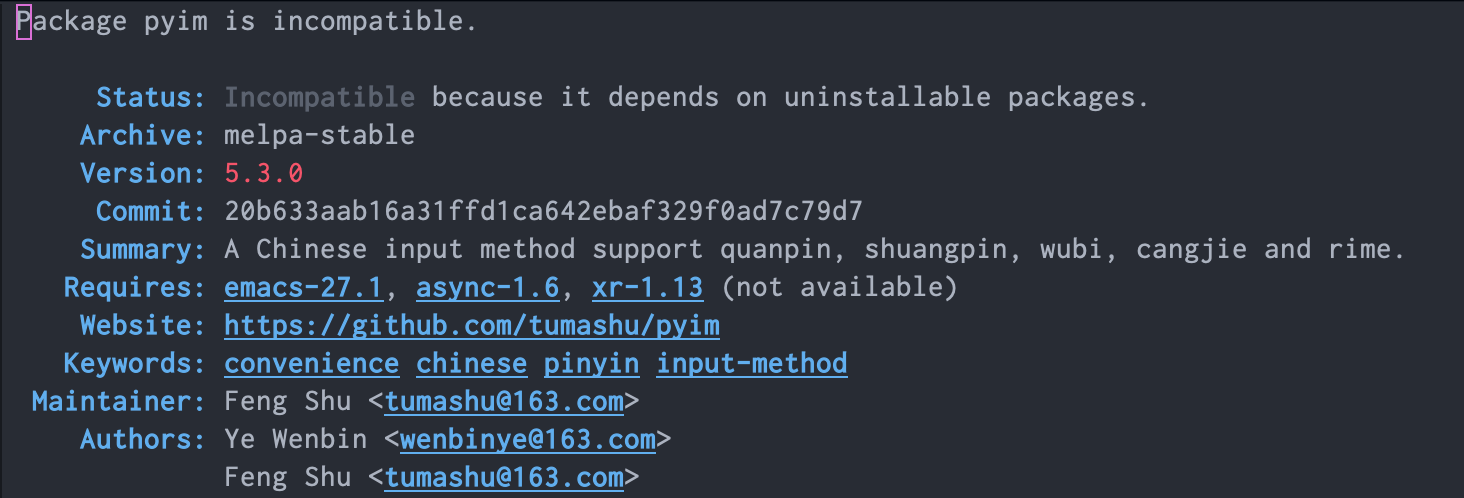 Package pyim is incompatible.
Status: Incompatible because it depends on uninstallable packages.
Archive: melpa-stable
Version: 5.3.0
Commit: 20b633aab16a31ffd1ca642ebaf329f0ad7c79d7
Summary: A Chinese input method support quanpin, shuangpin, wubi, cangjie and rime.
Requires: emacs-27.1, async-1.6, xr-1.13 (not available)
Website: https://github.com/tumashu/pyim
Keywords: convenience chinese pinyin input-method
Maintainer: Feng Shu <tumashu@163.com>
Authors: Ye Wenbin <wenbinye@163.com>
Feng Shu <tumashu@163.com>